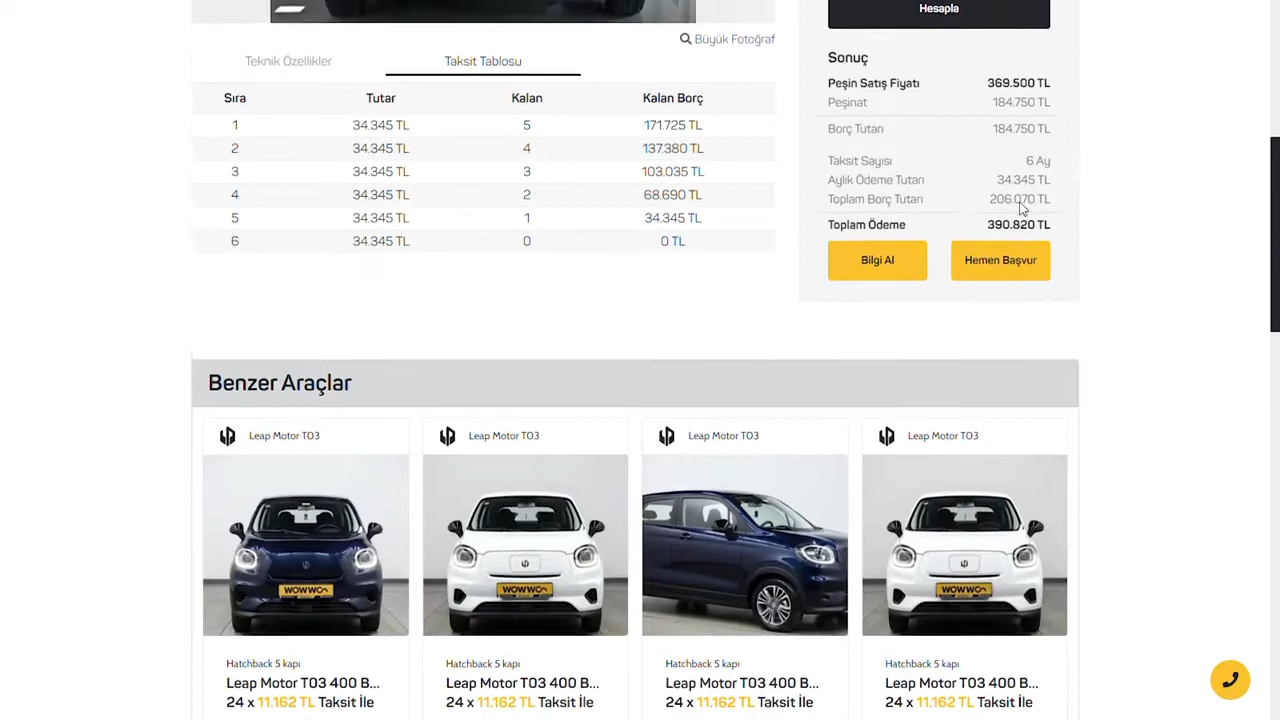 Hesapla
Büyük Fotoğraf
Teknik Özellikler
Taksit Tablosu
Sıra Tutar Kalan Kalan Borç
1 34.345 TL 5 171.725 TL
2 34.345 TL 4 137.380 TL
3 34.345 TL 3 103.035 TL
4 34.345 TL 2 68.690 TL
5 34.345 TL 1 34.345 TL
6 34.345 TL 0 0 TL
Sonuç
Peşin Satış Fiyatı 369.500 TL
Peşinat 184.750 TL
Borç Tutarı 184.750 TL
Taksit Sayısı 6 Ay
Aylık Ödeme Tutarı 34.345 TL
Toplam Borç Tutarı 206.070 TL
Toplam Ödeme 390.820 TL
Bilgi Al
Hemen Başvur
Benzer Araçlar
Leap Motor T03
WOWWO
Hatchback 5 kapı
Leap Motor T03 400 B...
24 x 11.162 TL Taksit İle
Leap Motor T03
WOWWO
Hatchback 5 kapı
Leap Motor T03 400 B...
24 x 11.162 TL Taksit İle
Leap Motor T03
WOWWO
Hatchback 5 kapı
Leap Motor T03 400 B...
24 x 11.162 TL Taksit İle
Leap Motor T03
WOWWO
Hatchback 5 kapı
Leap Motor T03 400 B...
24 x 11.162 TL Taksit İle